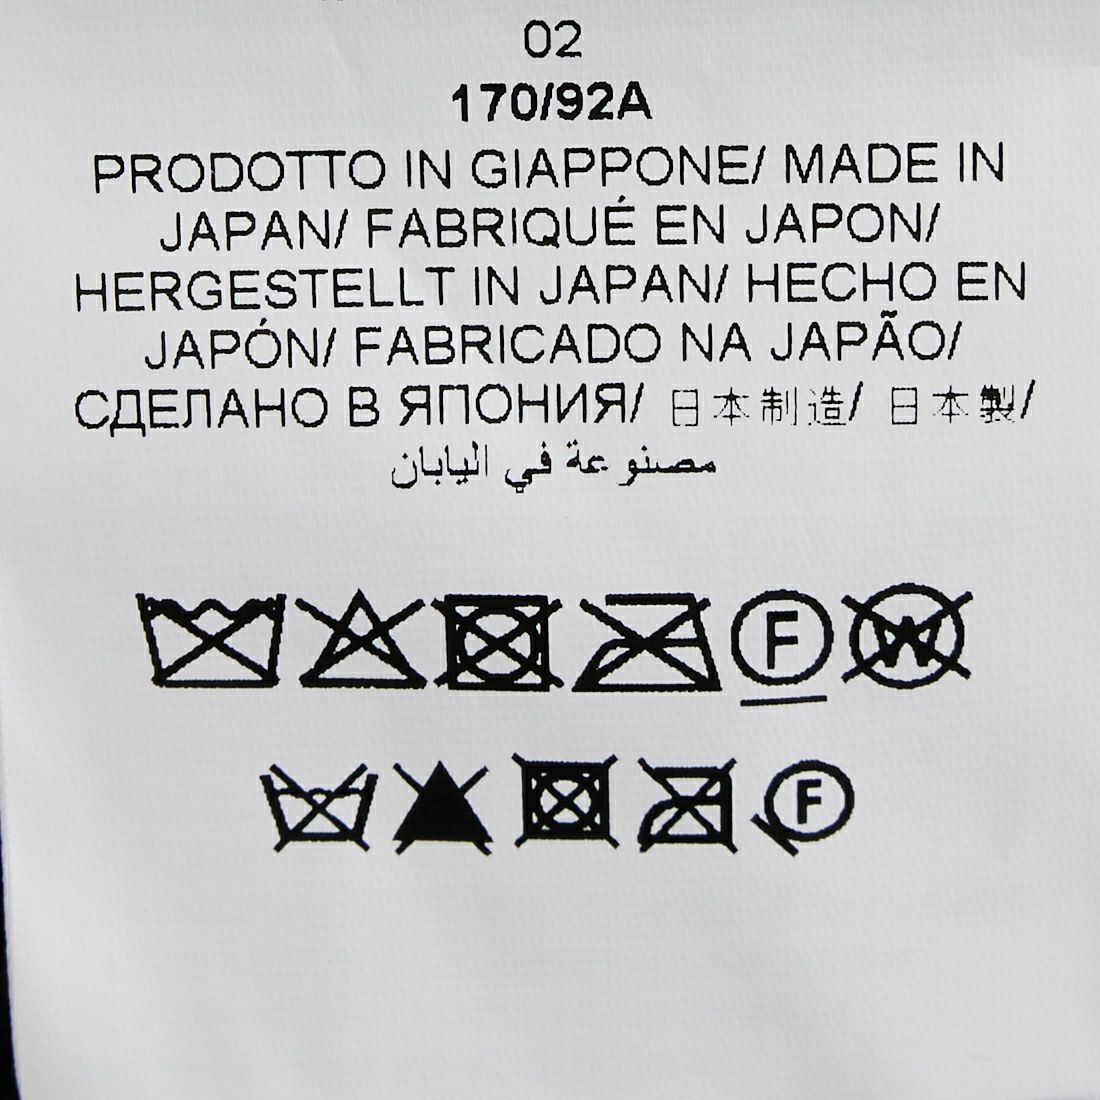 02
170/92A
PRODOTTO IN GIAPPONE/ MADE IN
JAPAN/ FABRIQUÉ EN JAPON/
HERGESTELLT IN JAPAN/ HECHO EN
JAPÓN/ FABRICADO NA JAPÃO/
СДЕЛАНО В ЯПОНИЯ/ 日本制造/ 日本製/
مصنوعة في اليابان
F W
F